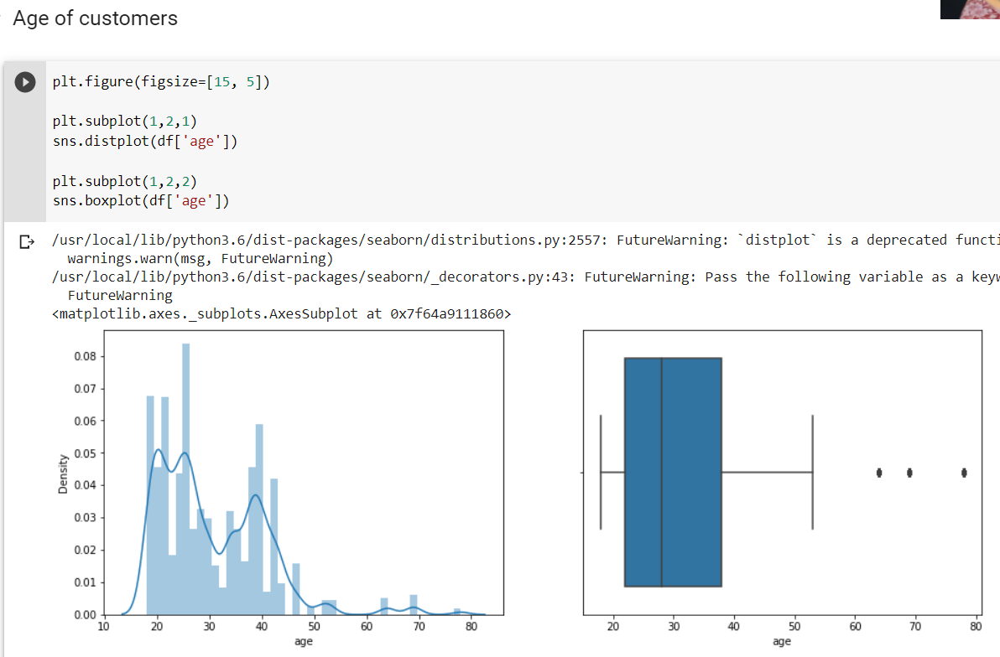 Age of customers
plt.figure(figsize=[15, 5])
plt.subplot(1,2,1)
sns.distplot(df['age'])
plt.subplot(1,2,2)
sns.boxplot(df['age'])
/usr/local/lib/python3.6/dist-packages/seaborn/distributions.py:2557: FutureWarning: `distplot` is a deprecated
warnings.warn(msg, FutureWarning)
/usr/local/lib/python3.6/dist-packages/seaborn/_decorators.py:43: FutureWarning: Pass the following variable as a
FutureWarning
<matplotlib.axes._subplots.AxesSubplot at 0x7f64a9111860>
0.08
0.07
0.06
0.05
0.04
0.03
0.02
0.01
0.00
Density
10 20 30 40 50 60 70 80
age
20 30 40 50 60 70 80
age